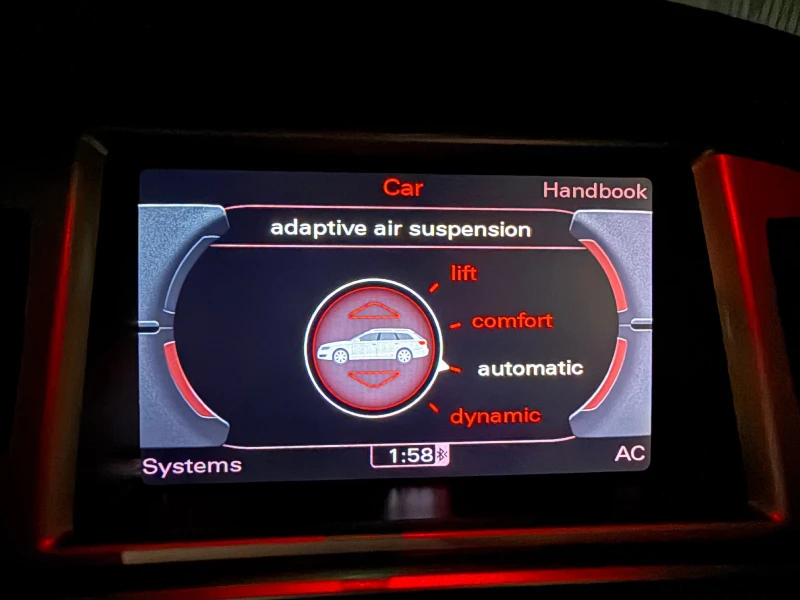 Car
Handbook
adaptive air suspension
lift
comfort
automatic
dynamic
Systems
1:58
AC